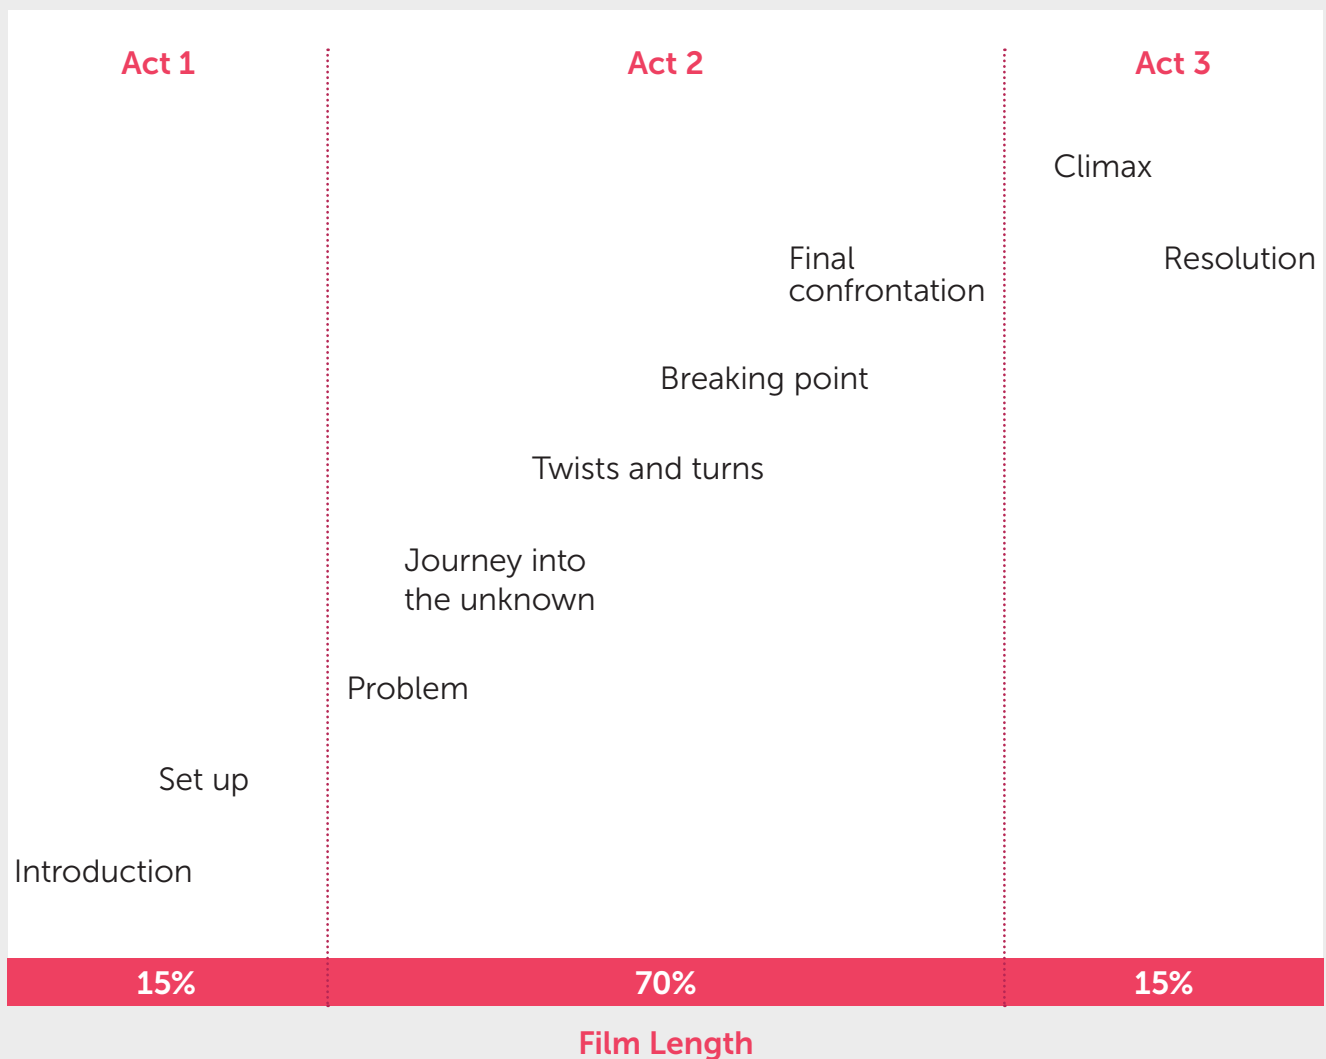 Act 1
Act 2
Act 3
Climax
Final
confrontation
Resolution
Breaking point
Twists and turns
Journey into
the unknown
Problem
Set up
Introduction
15%
70%
15%
Film Length